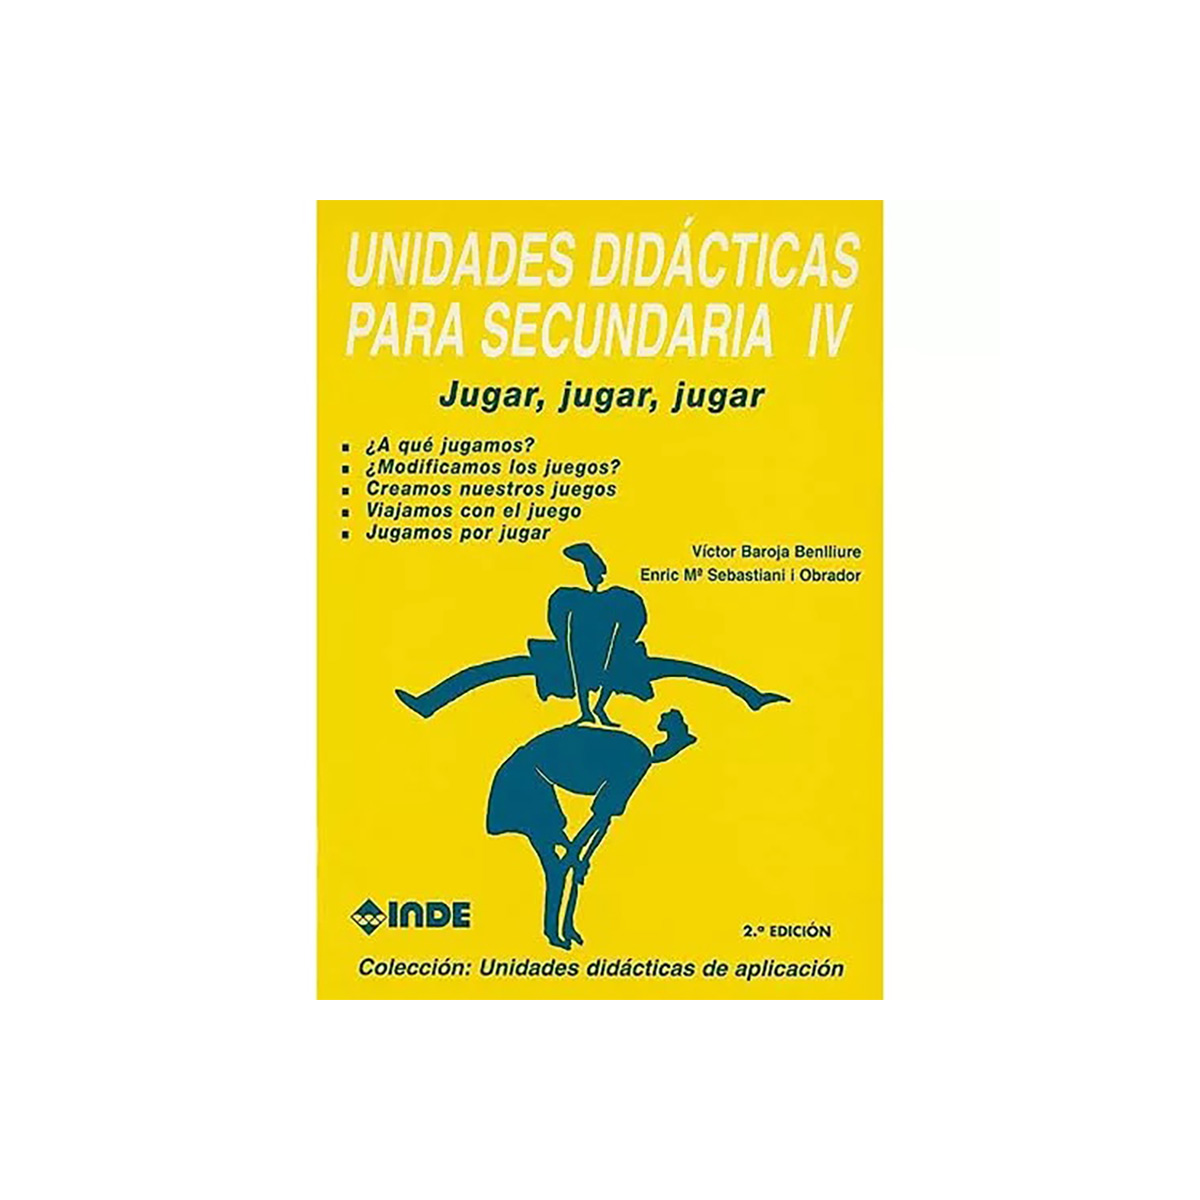 UNIDADES DIDÁCTICAS
PARA SECUNDARIA IV
Jugar, jugar, jugar
▪ ¿A qué jugamos?
▪ ¿Modificamos los juegos?
▪ Creamos nuestros juegos
▪ Viajamos con el juego
▪ Jugamos por jugar
Víctor Baroja Benlliure
Enric Mª Sebastiani i Obrador
INDE
2.ª EDICIÓN
Colección: Unidades didácticas de aplicación